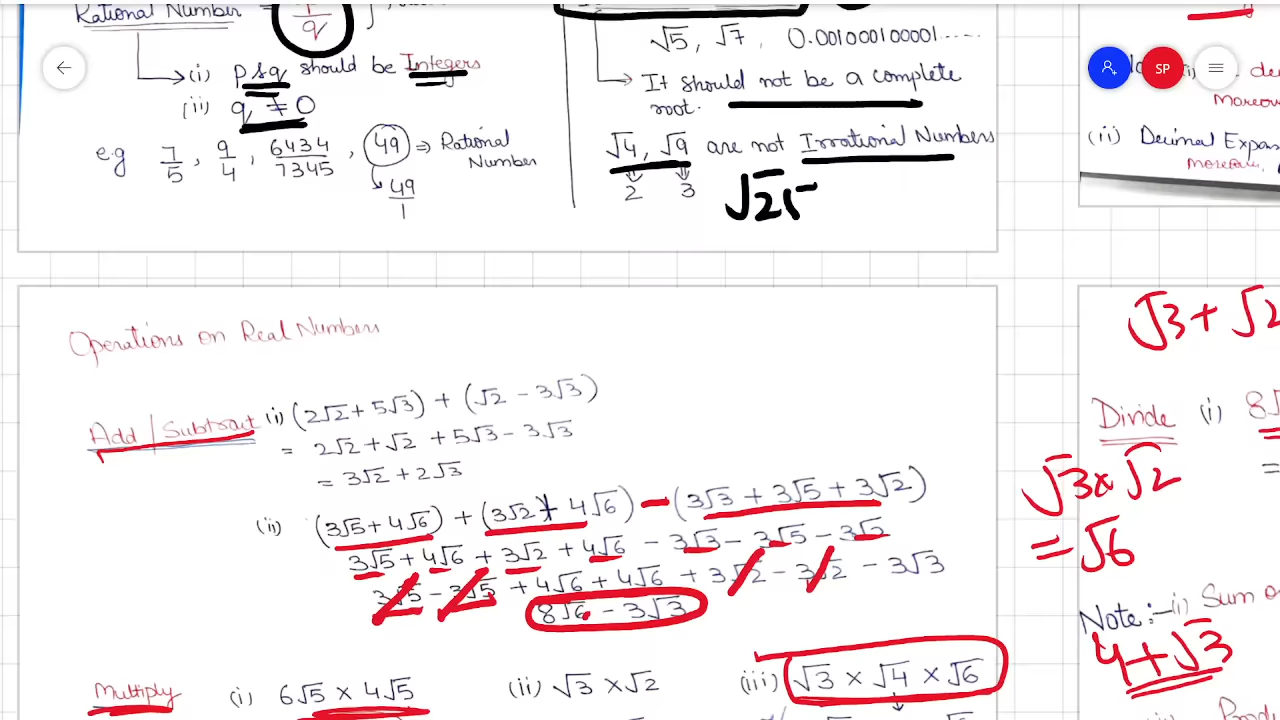 Rational Number = p/q
(i) p & q should be Integers
(ii) q ≠ 0
e.g 7/5, 9/4, 6434/7345, 49 ⇒ Rational Number
49/1
√5, √7, 0.001000100001.....
It should not be a complete
root.
√4, √9 are not Irrational Numbers
2 3
√25
Operations on Real Numbers
Add / Subtract (i) (2√2 + 5√3) + (√2 - 3√3)
= 2√2 + √2 + 5√3 - 3√3
= 3√2 + 2√3
(ii) (3√5 + 4√6) + (3√2 + 4√6) - (3√3 + 3√5 + 3√2)
3√5 + 4√6 + 3√2 + 4√6 - 3√3 - 3√5 - 3√2
3√5 - 3√5 + 4√6 + 4√6 + 3√2 - 3√2 - 3√3
8√6 - 3√3
Multiply (i) 6√5 × 4√5 (ii) √3 × √2 (iii) √3 × √4 × √6
SP
(i)
Moreove
(ii) Decimal Expa
moreover,
√3 + √2
Divide (i) 8√
=
√3 × √2
= √6
Note:- (i) Sum o
4 + √3